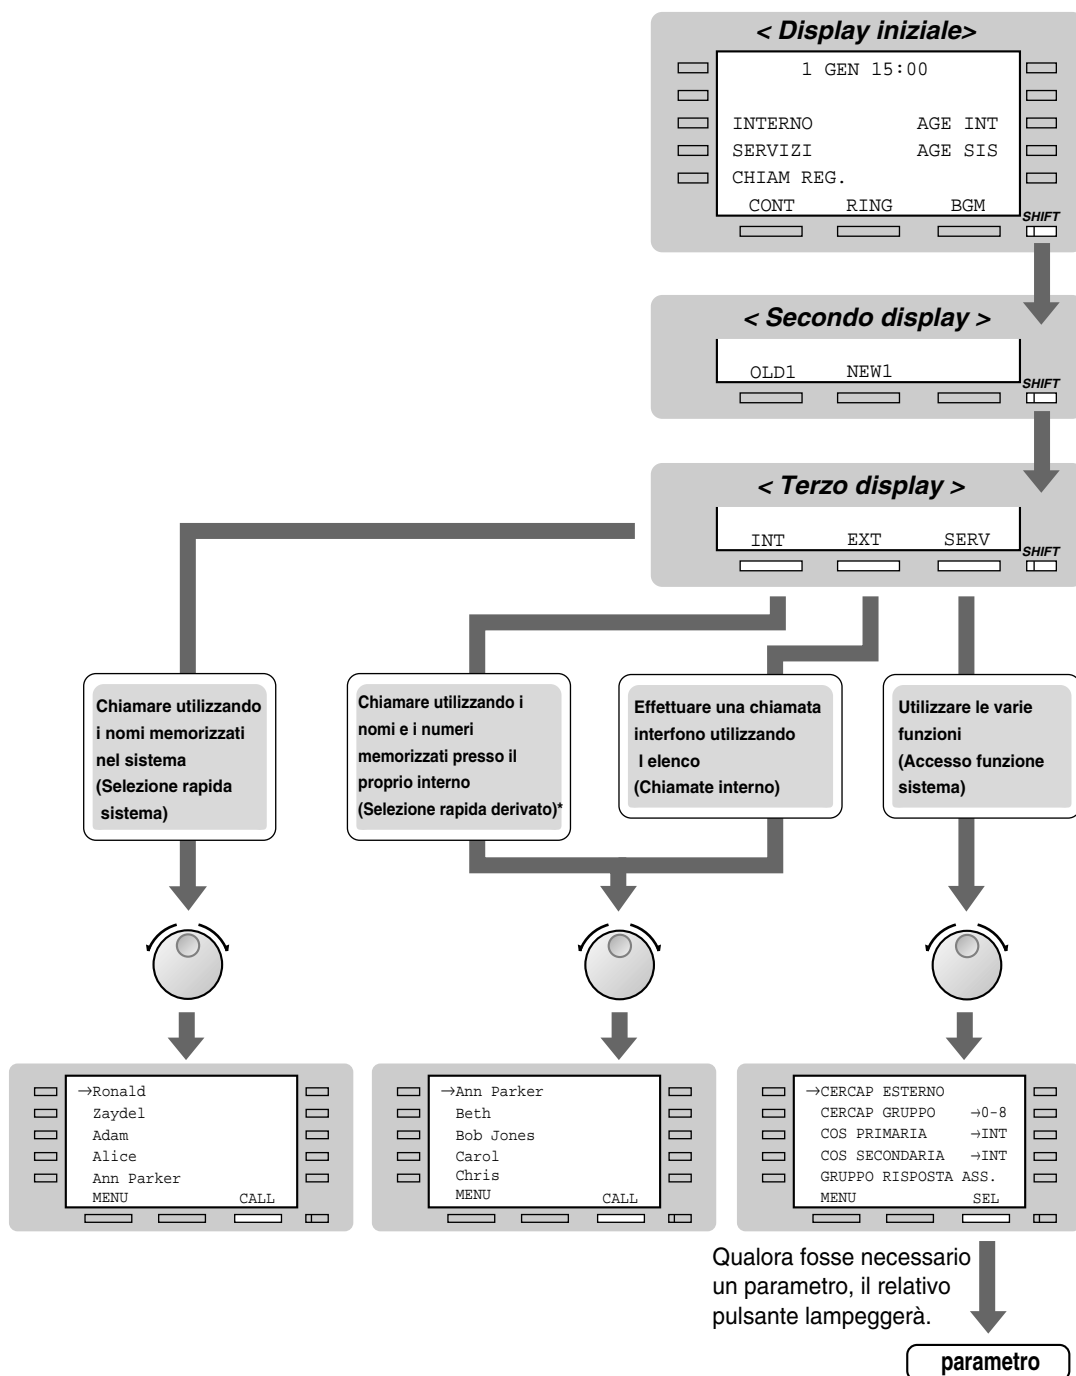 < Display iniziale>
1 GEN 15:00
INTERNO AGE INT
SERVIZI AGE SIS
CHIAM REG.
CONT RING BGM
SHIFT
< Secondo display >
OLD1 NEW1
SHIFT
< Terzo display >
INT EXT SERV
SHIFT
Chiamare utilizzando
i nomi memorizzati
nel sistema
(Selezione rapida
sistema)
Chiamare utilizzando i
nomi e i numeri
memorizzati presso il
proprio interno
(Selezione rapida derivato)*
Effettuare una chiamata
interfono utilizzando
l elenco
(Chiamate interno)
Utilizzare le varie
funzioni
(Accesso funzione
sistema)
→Ronald
Zaydel
Adam
Alice
Ann Parker
MENU CALL
→Ann Parker
Beth
Bob Jones
Carol
Chris
MENU CALL
→CERCAP ESTERNO
CERCAP GRUPPO →0-8
COS PRIMARIA →INT
COS SECONDARIA →INT
GRUPPO RISPOSTA ASS.
MENU SEL
Qualora fosse necessario
un parametro, il relativo
pulsante lampeggerà.
parametro